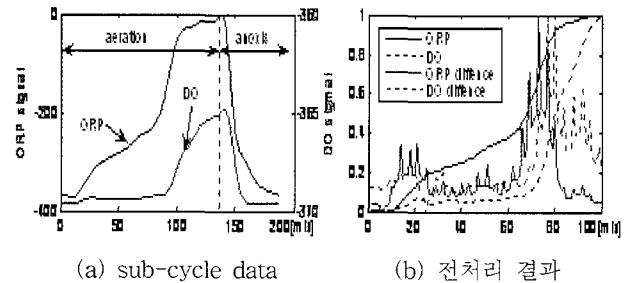 0
-200
-400
ORP signal
aeration
anoxic
DO
ORP
0
50
100
150
200[min]
-360
-365
-370
DO signal
1
0.8
0.6
0.4
0.2
0
ORP
DO
ORP diffence
DO diffence
0
20
40
60
80
100[min]
(a) sub-cycle data
(b) 전처리 결과